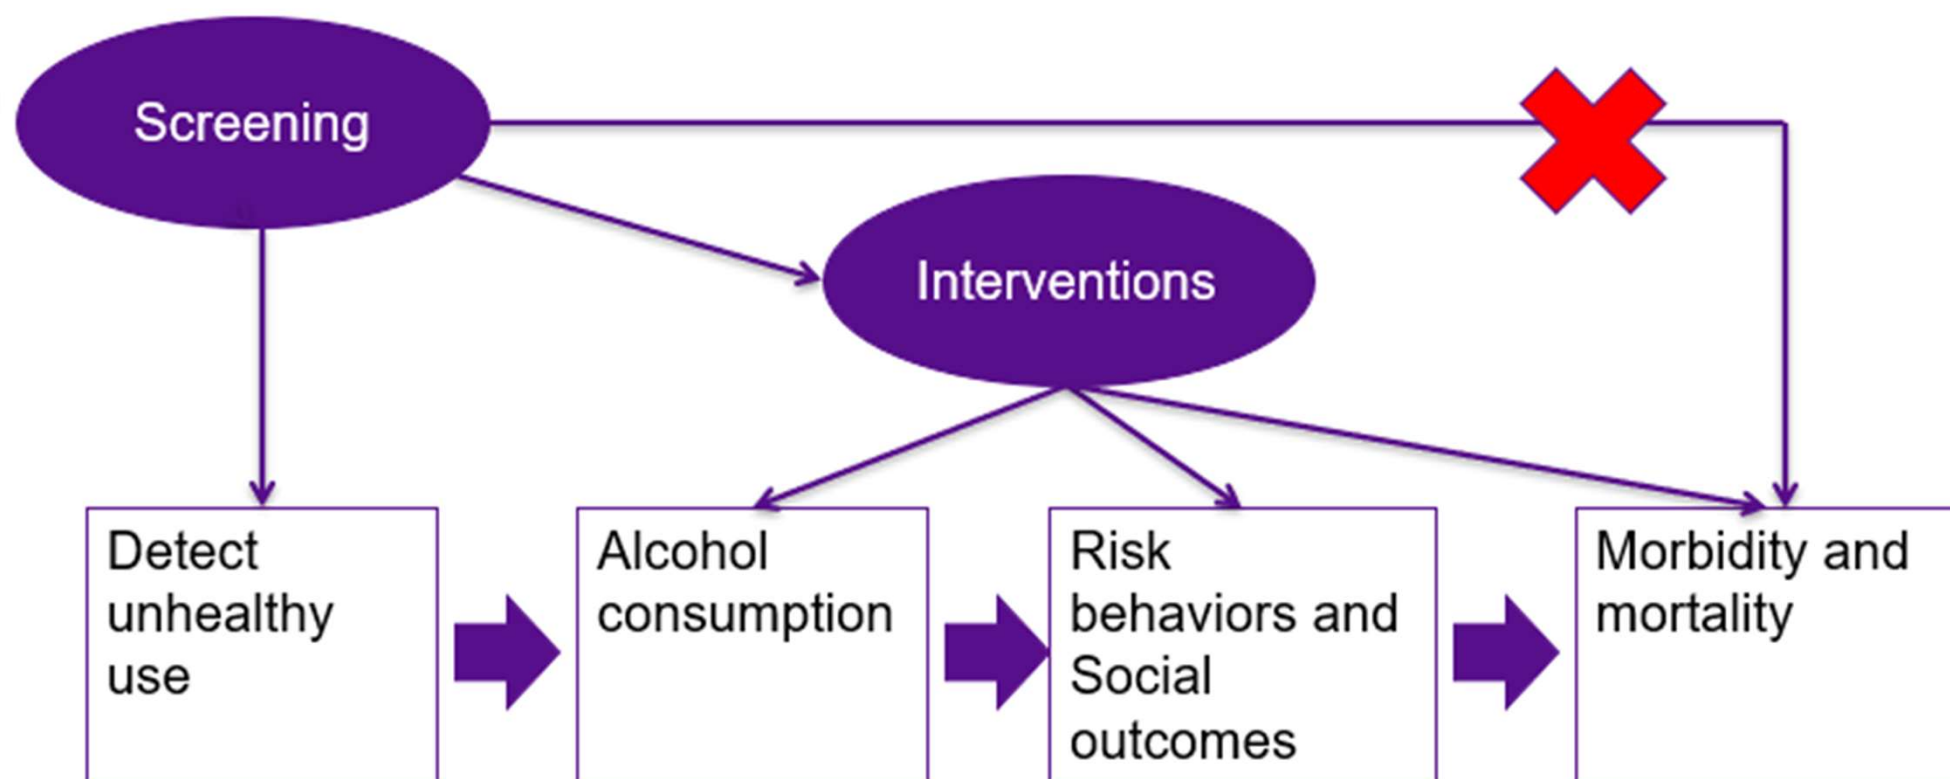 Screening
Interventions
Detect
unhealthy
use
Alcohol
consumption
Risk
behaviors and
Social
outcomes
Morbidity and
mortality